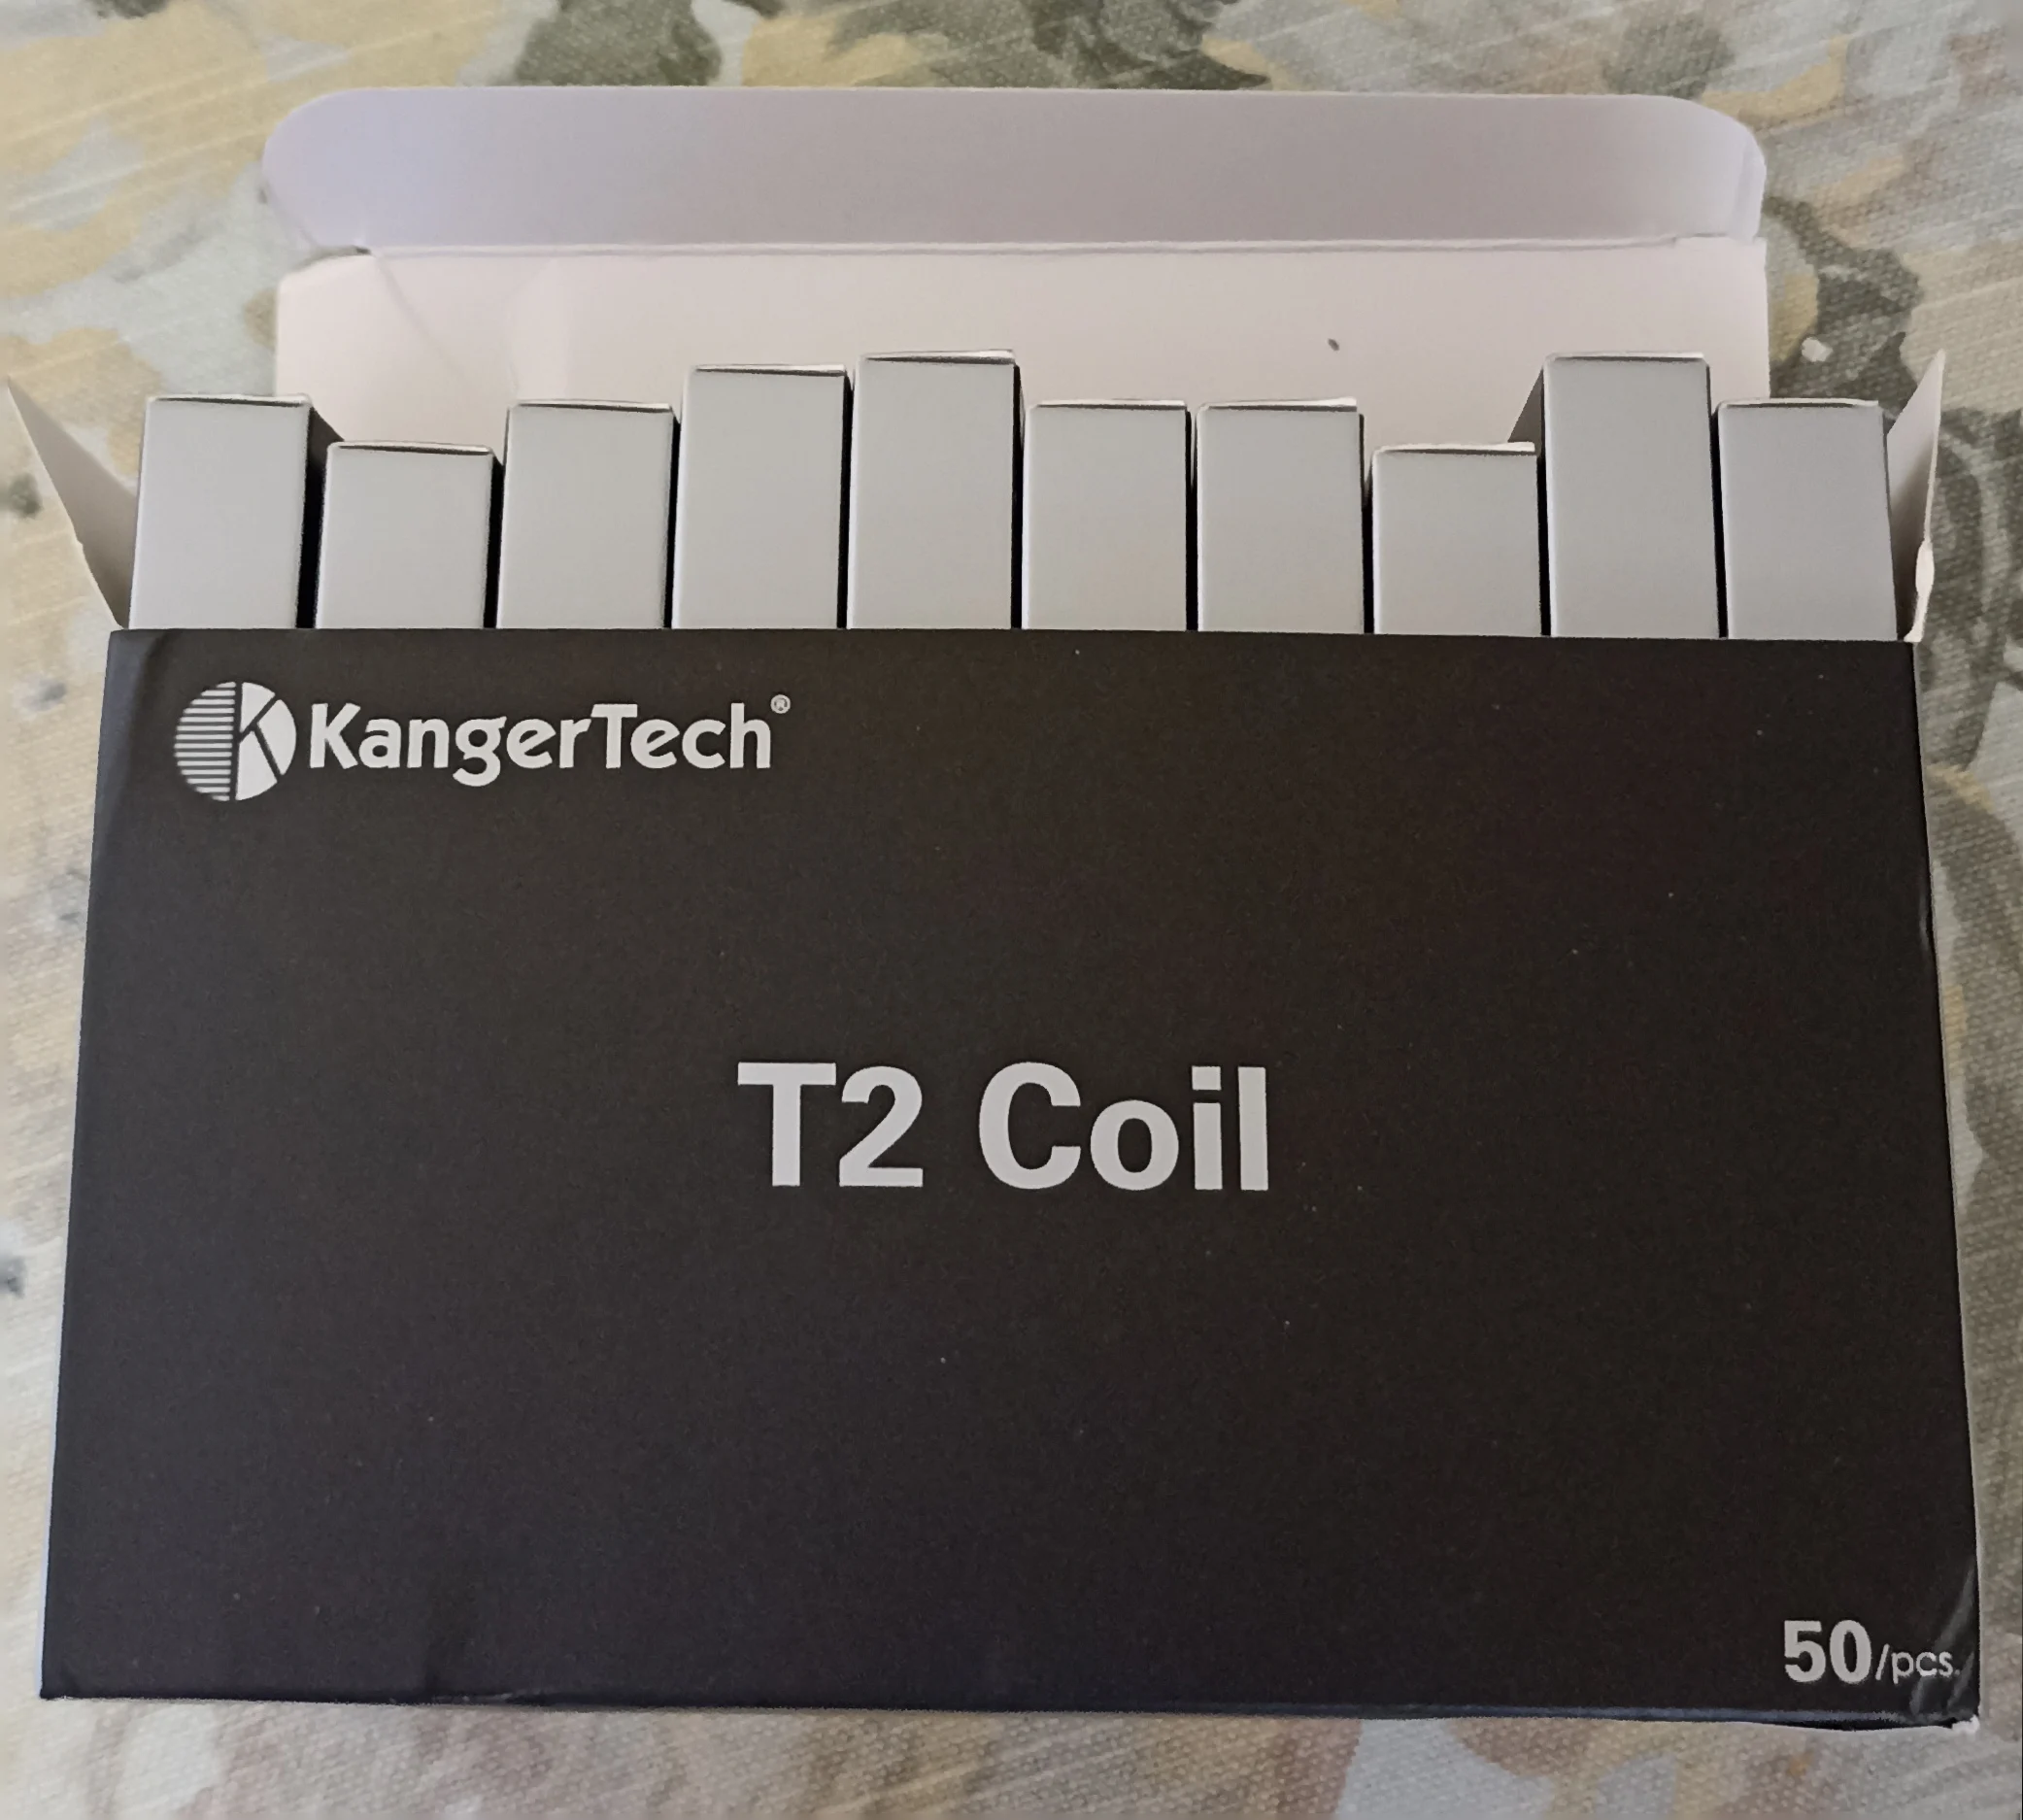 KangerTech®
T2 Coil
50/pcs.